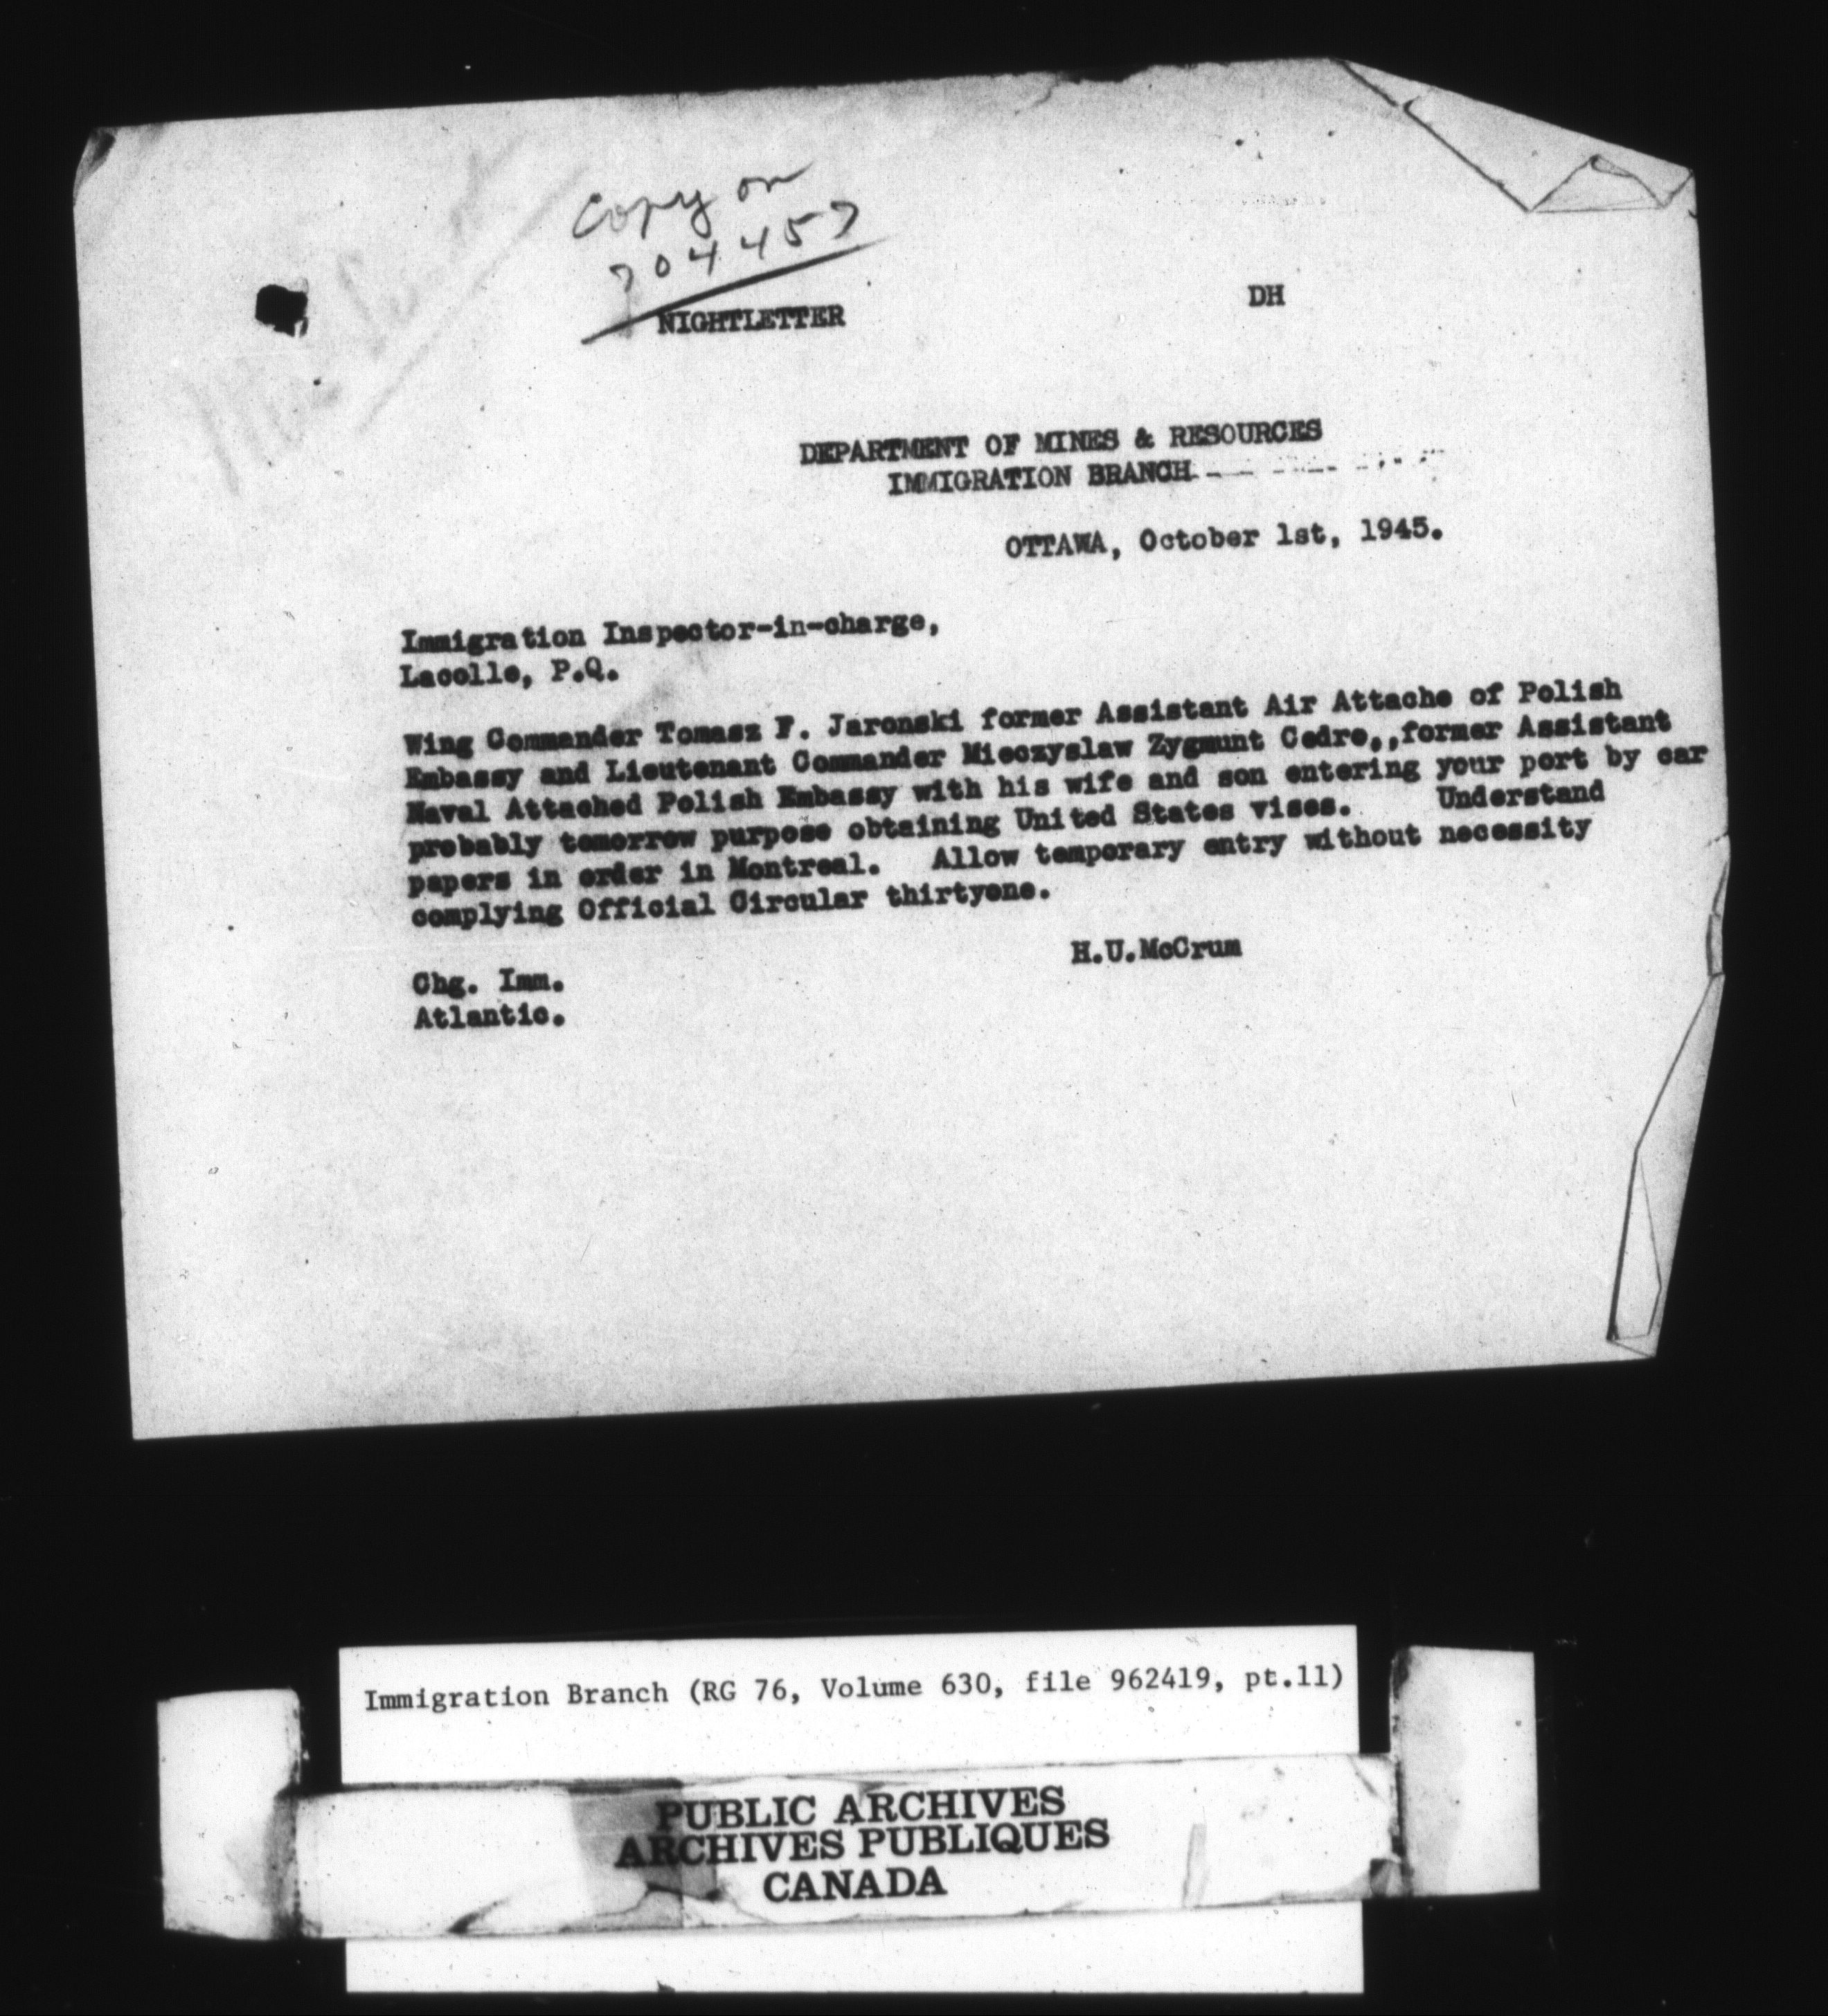 Copy on
704457
NIGHTLETTER
DH
DEPARTMENT OF MINES & RESOURCES
IMMIGRATION BRANCH
OTTAWA, October 1st, 1945.
Immigration Inspector-in-charge,
Lacolle, P.Q.
Wing Commander Tomasz F. Jaronski former Assistant Air Attache of Polish
Embassy and Lieutenant Commander Mieczyslaw Zygmunt Cedro,,former Assistant
Naval Attached Polish Embassy with his wife and son entering your port by car
probably tomorrow purpose obtaining United States vises. Understand
papers in order in Montreal. Allow temporary entry without necessity
complying Official Circular thirtyone.
H.U.McCrum
Chg. Imm.
Atlantic.
Immigration Branch (RG 76, Volume 630, file 962419, pt.11)
PUBLIC ARCHIVES
ARCHIVES PUBLIQUES
CANADA